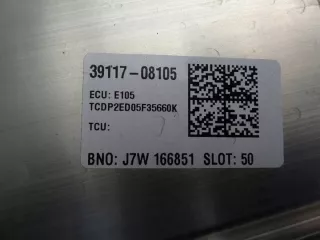 39117-08105
ECU: E105
TCDP2ED05F35660K
TCU:
BNO: J7W 166851 SLOT: 50